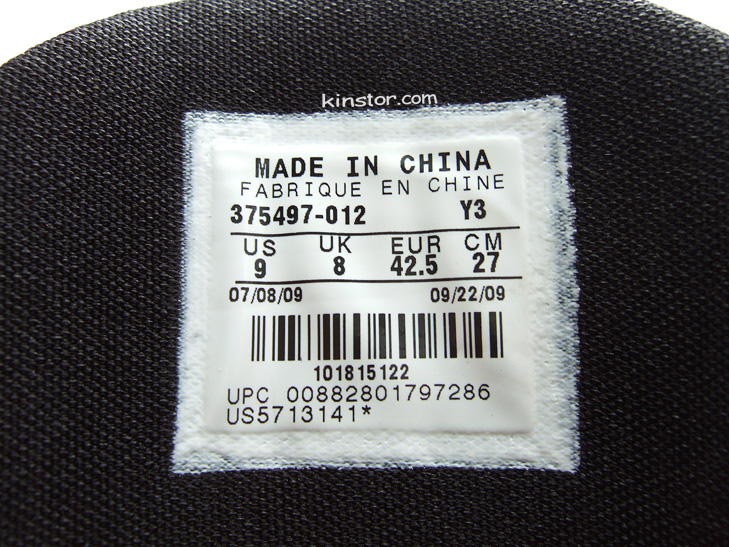 kinstor.com
MADE IN CHINA
FABRIQUE EN CHINE
375497-012 Y3
US UK EUR CM
9 8 42.5 27
07/08/09 09/22/09
101815122
UPC 00882801797286
US5713141*